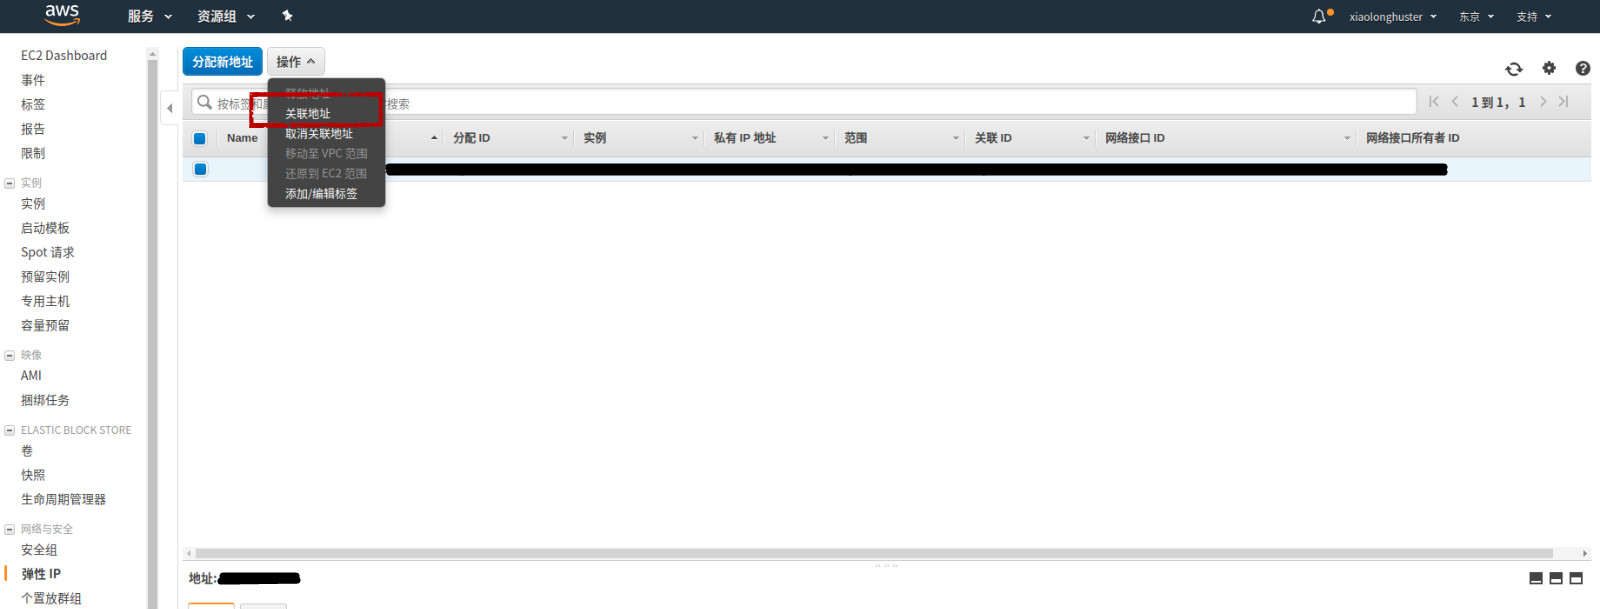 aws 服务 资源组 xiaolonghuster 东京 支持
EC2 Dashboard
事件
标签
报告
限制
实例
实例
启动模板
Spot 请求
预留实例
专用主机
容量预留
映像
AMI
捆绑任务
ELASTIC BLOCK STORE
卷
快照
生命周期管理器
网络与安全
安全组
弹性 IP
个置放群组
分配新地址 操作
释放地址
关联地址
取消关联地址
移动至 VPC 范围
还原到 EC2 范围
添加/编辑标签
按标签和 搜索 1 到 1， 1
Name 分配 ID 实例 私有 IP 地址 范围 关联 ID 网络接口 ID 网络接口所有者 ID
地址: